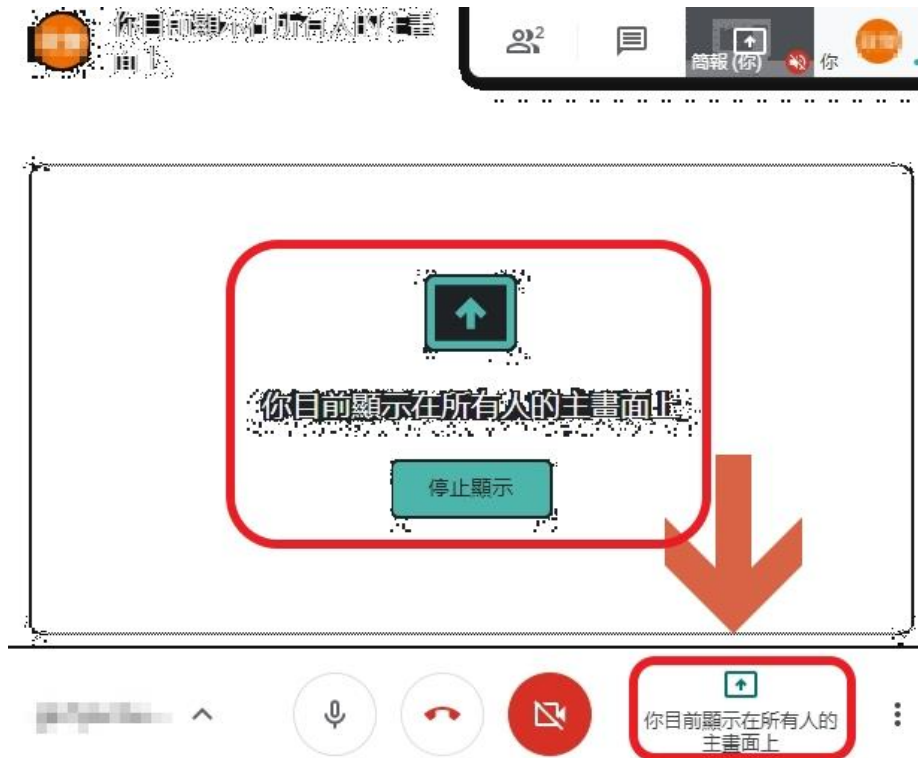 你目前顯示在所有人的主畫
面上
2
簡報 (你)
你
你目前顯示在所有人的主畫面上
停止顯示
你目前顯示在所有人的
主畫面上